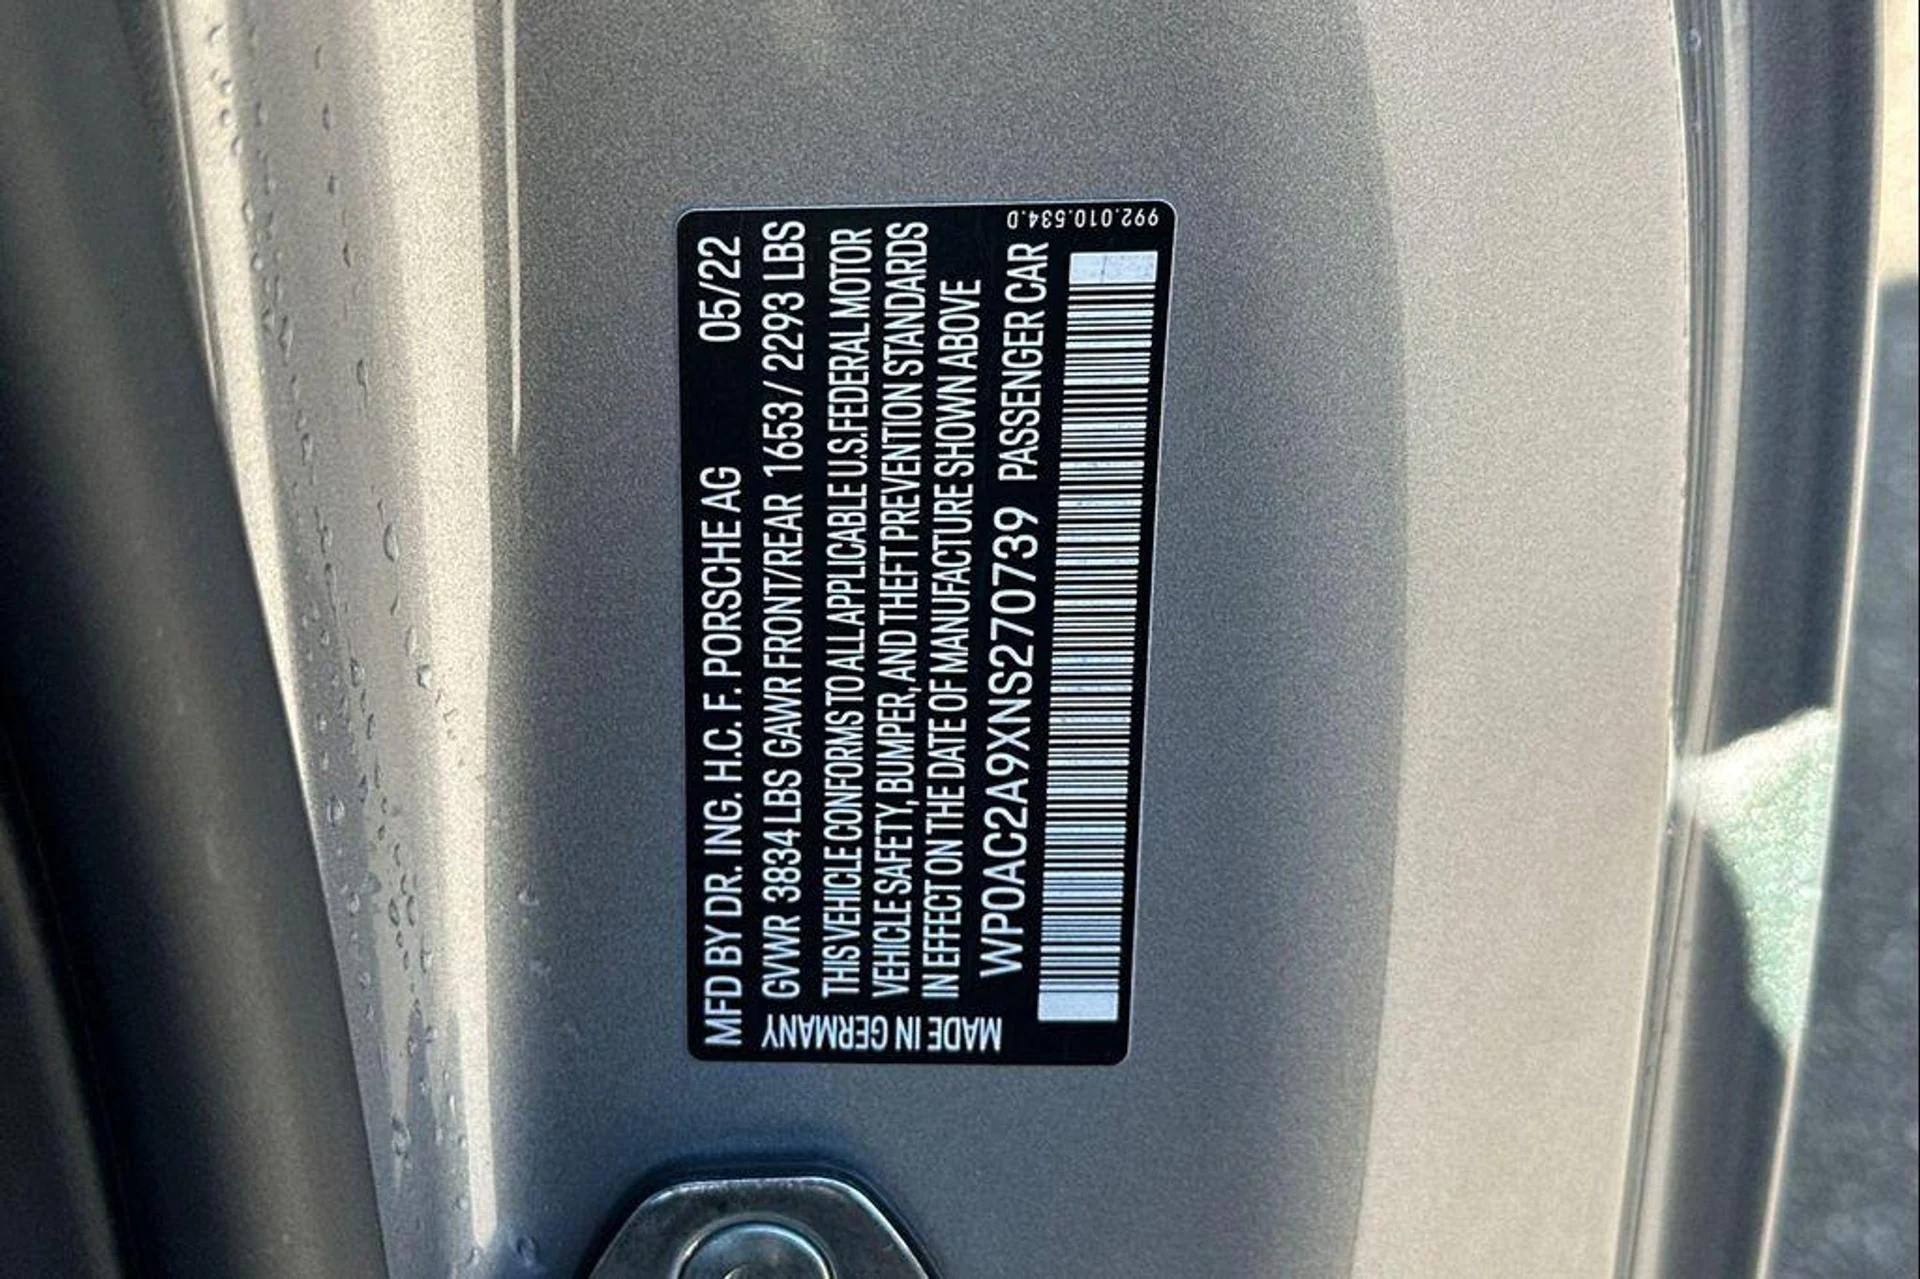 MFD BY DR. ING. H.C. F. PORSCHE AG 05/22
GVWR 3834 LBS GAWR FRONT/REAR 1653 / 2293 LBS
THIS VEHICLE CONFORMS TO ALL APPLICABLE U.S. FEDERAL MOTOR
VEHICLE SAFETY, BUMPER, AND THEFT PREVENTION STANDARDS
IN EFFECT ON THE DATE OF MANUFACTURE SHOWN ABOVE
WP0AC2A9XNS270739 PASSENGER CAR
MADE IN GERMANY
992.010.534.D